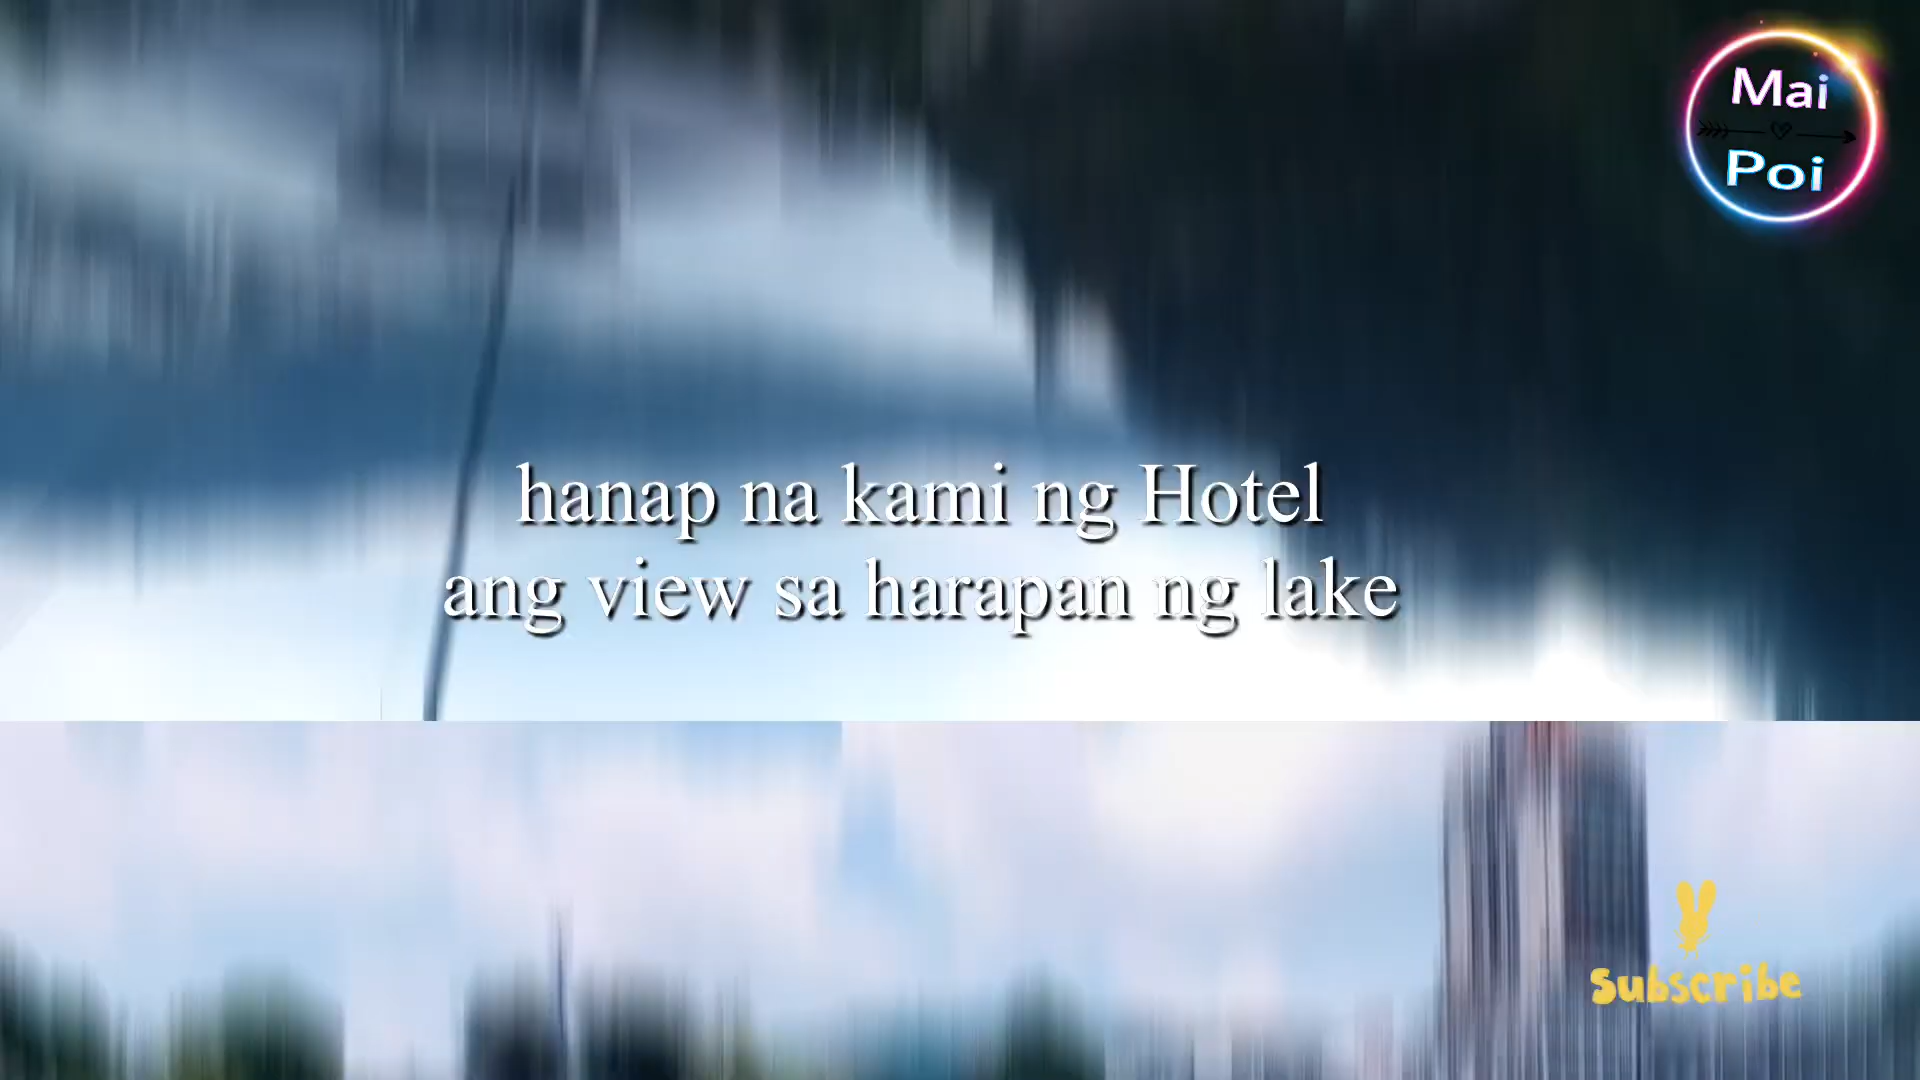 Mai
Poi
hanap na kami ng Hotel
ang view sa harapan ng lake
Subscribe